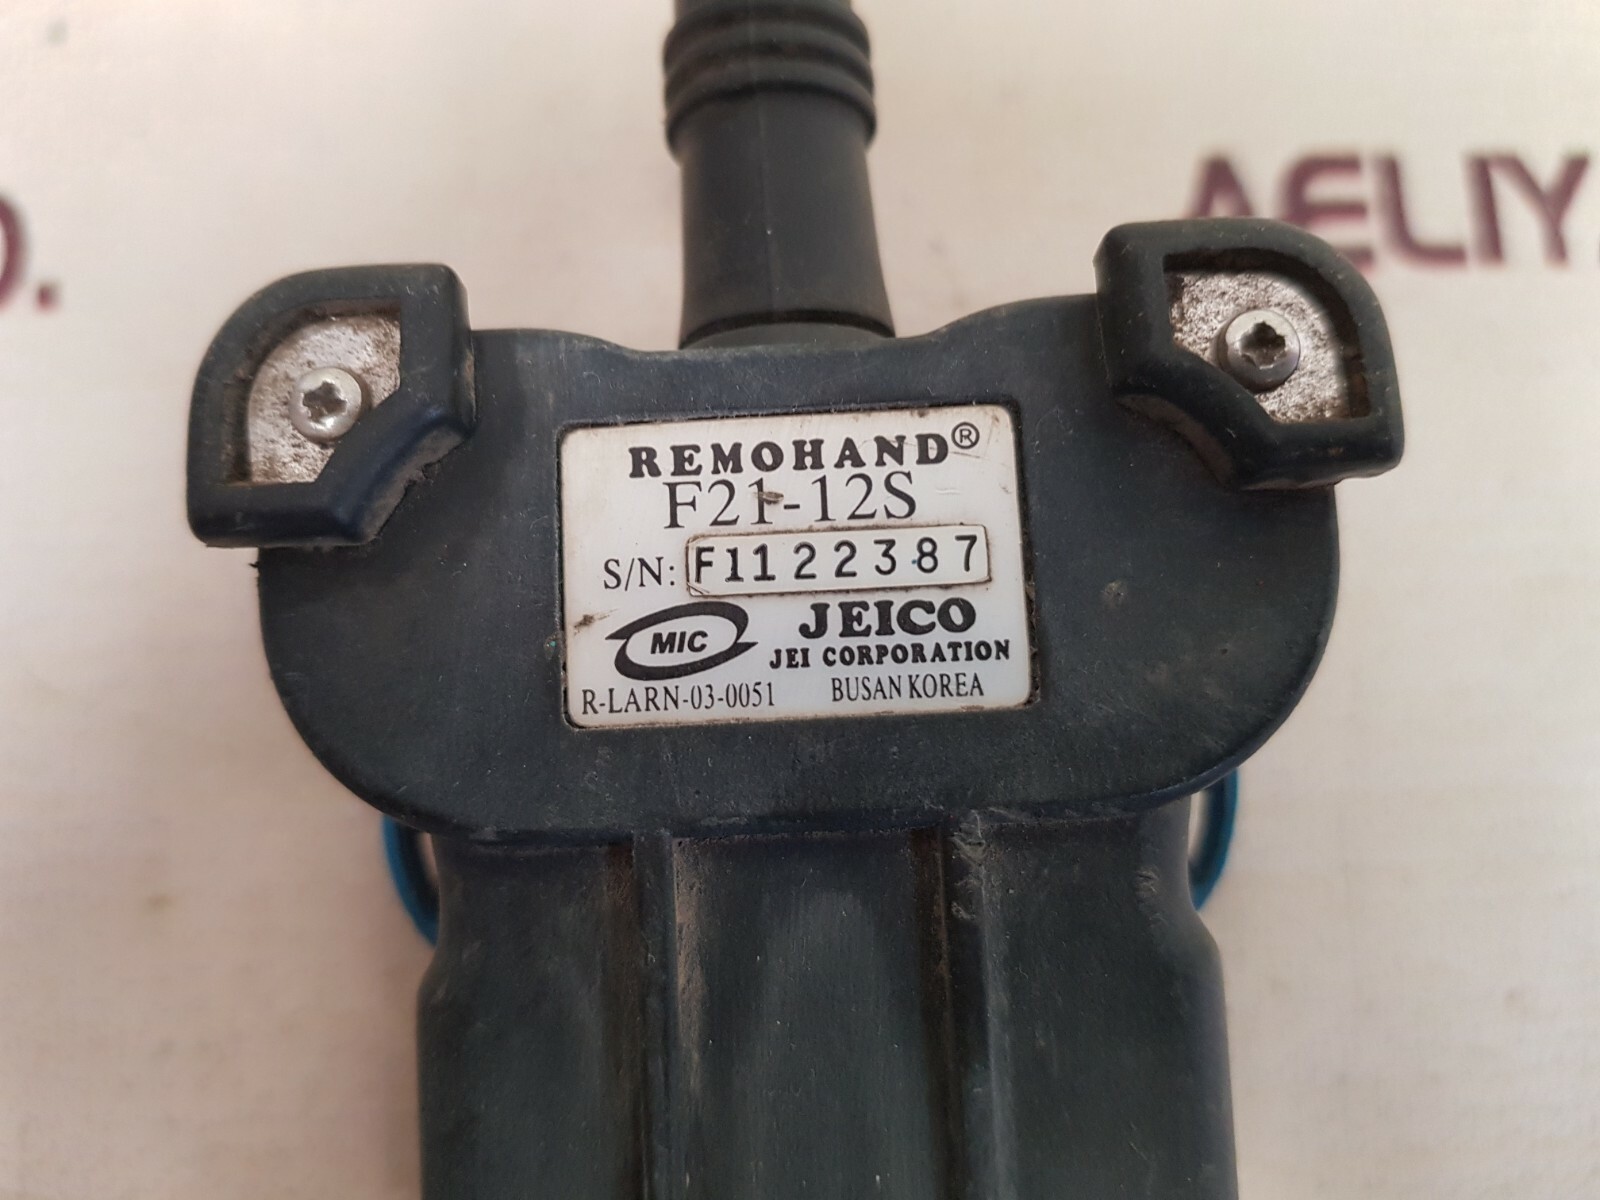 REMOHAND®
F21-12S
S/N: F1122387
MIC JEICO
JEI CORPORATION
R-LARN-03-0051 BUSAN KOREA